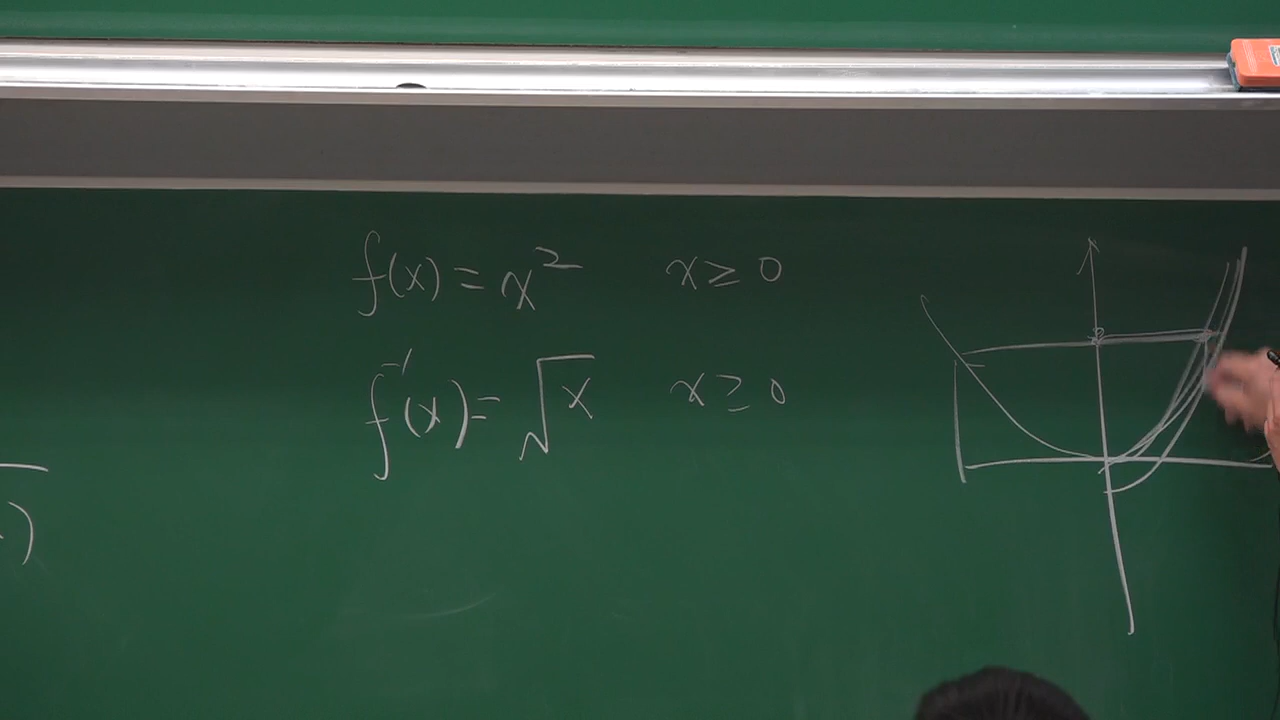 f(x) = x² x ≥ 0
f⁻¹(x) = √x x ≥ 0
)